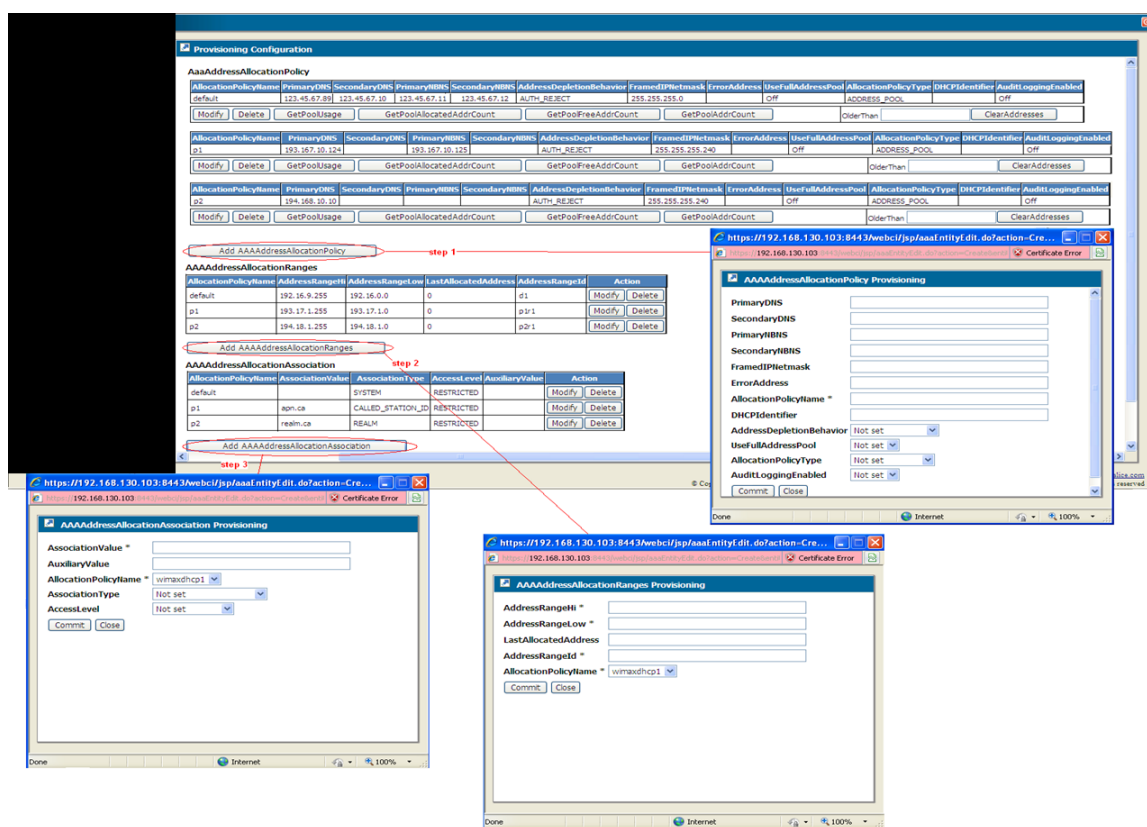 Provisioning Configuration
AaaAddressAllocationPolicy
AllocationPolicyName PrimaryDNS SecondaryDNS PrimaryNBNS SecondaryNBNS AddressDepletionBehavior FramedIPNetmask ErrorAddress UseFullAddressPool AllocationPolicyType DHCPIdentifier AuditLoggingEnabled
default 123.45.67.89 123.45.67.10 123.45.67.11 123.45.67.12 AUTH_REJECT 255.255.255.0 Off ADDRESS_POOL Off
Modify Delete GetPoolUsage GetPoolAllocatedAddrCount GetPoolFreeAddrCount GetPoolAddrCount OlderThan ClearAddresses
AllocationPolicyName PrimaryDNS SecondaryDNS PrimaryNBNS SecondaryNBNS AddressDepletionBehavior FramedIPNetmask ErrorAddress UseFullAddressPool AllocationPolicyType DHCPIdentifier AuditLoggingEnabled
p1 193.167.10.124 193.167.10.125 AUTH_REJECT 255.255.255.240 Off ADDRESS_POOL Off
Modify Delete GetPoolUsage GetPoolAllocatedAddrCount GetPoolFreeAddrCount GetPoolAddrCount OlderThan ClearAddresses
AllocationPolicyName PrimaryDNS SecondaryDNS PrimaryNBNS SecondaryNBNS AddressDepletionBehavior FramedIPNetmask ErrorAddress UseFullAddressPool AllocationPolicyType DHCPIdentifier AuditLoggingEnabled
p2 194.168.10.10 AUTH_REJECT 255.255.255.240 Off ADDRESS_POOL Off
Modify Delete GetPoolUsage GetPoolAllocatedAddrCount GetPoolFreeAddrCount GetPoolAddrCount OlderThan ClearAddresses
Add AAAAddressAllocationPolicy
step 1
AAAAddressAllocationRanges
AllocationPolicyName AddressRangeHi AddressRangeLow LastAllocatedAddress AddressRangeId Action
default 192.16.9.255 192.16.0.0 0 d1 Modify Delete
p1 193.17.1.255 193.17.1.0 0 p1r1 Modify Delete
p2 194.18.1.255 194.18.1.0 0 p2r1 Modify Delete
Add AAAAddressAllocationRanges
step 2
AAAAddressAllocationAssociation
AllocationPolicyName AssociationValue AssociationType AccessLevel AuxiliaryValue Action
default SYSTEM RESTRICTED Modify Delete
p1 apn.ca CALLED_STATION_ID RESTRICTED Modify Delete
p2 realm.ca REALM RESTRICTED Modify Delete
Add AAAAddressAllocationAssociation
step 3
© Cop
reserved
https://192.168.130.103:8443/webci/jsp/aaaEntityEdit.do?action=Cre...
https://192.168.130.103:8443/webci/jsp/aaaEntityEdit.do?action=CreateIdentit Certificate Error
AAAAddressAllocationPolicy Provisioning
PrimaryDNS
SecondaryDNS
PrimaryNBNS
SecondaryNBNS
FramedIPNetmask
ErrorAddress
AllocationPolicyName *
DHCPIdentifier
AddressDepletionBehavior Not set
UseFullAddressPool Not set
AllocationPolicyType Not set
AuditLoggingEnabled Not set
Commit Close
Done Internet 100%
https://192.168.130.103:8443/webci/jsp/aaaEntityEdit.do?action=Cre...
192.168.130.103 Certificate Error
AAAAddressAllocationAssociation Provisioning
AssociationValue *
AuxiliaryValue
AllocationPolicyName * wimaxdhcp1
AssociationType Not set
AccessLevel Not set
Commit Close
Done Internet 100%
https://192.168.130.103:8443/webci/jsp/aaaEntityEdit.do?action=Cre...
192.168.130.103 Certificate Error
AAAAddressAllocationRanges Provisioning
AddressRangeHi *
AddressRangeLow *
LastAllocatedAddress
AddressRangeId *
AllocationPolicyName * wimaxdhcp1
Commit Close
Done Internet 100%